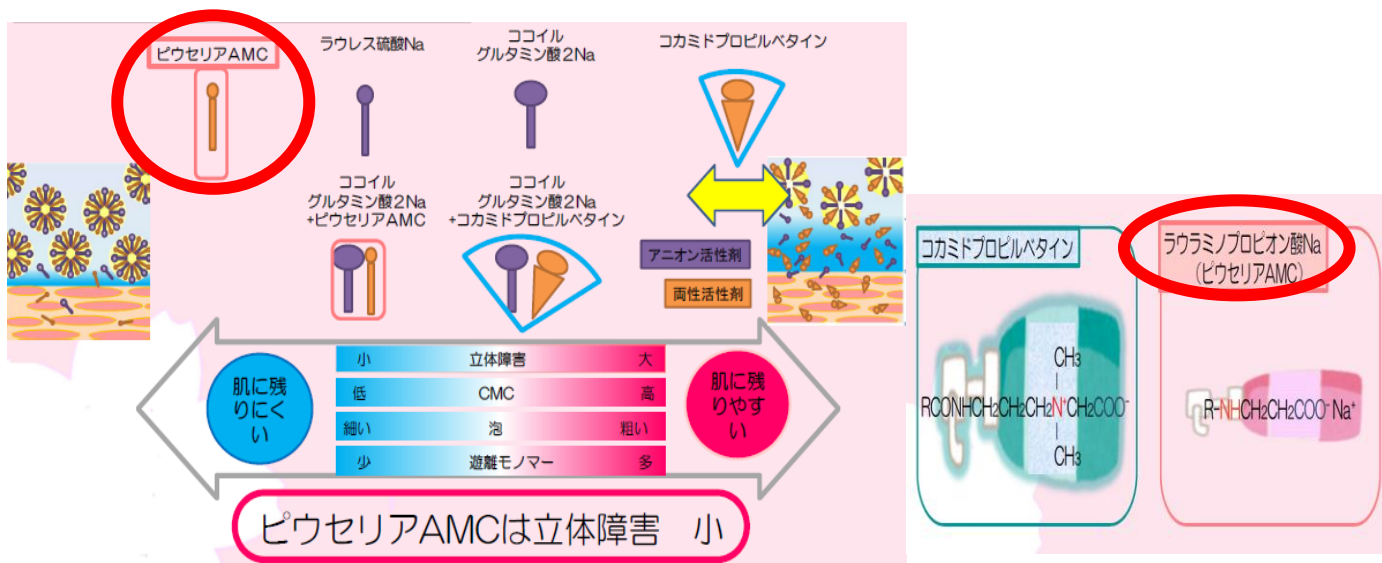 ピウセリアAMC
ラウレス硫酸Na
ココイル
グルタミン酸2Na
コカミドプロピルベタイン
ココイル
グルタミン酸2Na
+ピウセリアAMC
ココイル
グルタミン酸2Na
+コカミドプロピルベタイン
アニオン活性剤
両性活性剤
肌に残
りにく
い
小 立体障害 大
低 CMC 高
細い 泡 粗い
少 遊離モノマー 多
肌に残
りやす
い
ピウセリアAMCは立体障害 小
コカミドプロピルベタイン
CH3
RCONHCH2CH2CH2N+CH2COO-
CH3
ラウラミノプロピオン酸Na
(ピウセリアAMC)
R-NHCH2CH2COO-Na+